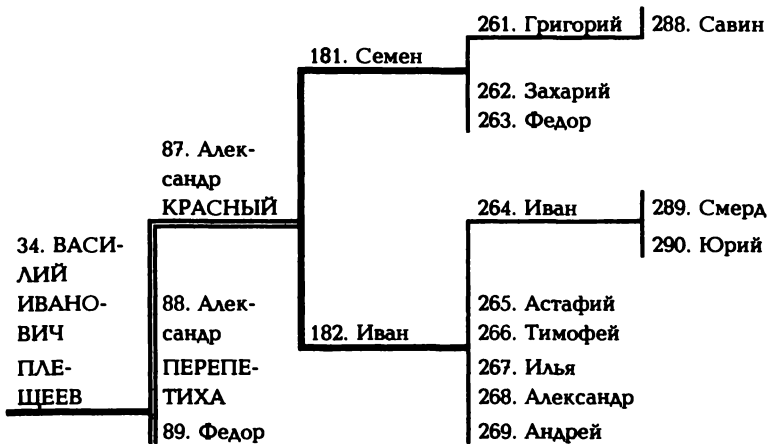 34. ВАСИ-
ЛИЙ
ИВАНО-
ВИЧ
ПЛЕ-
ЩЕЕВ
87. Алек-
сандр
КРАСНЫЙ
88. Алек-
сандр
ПЕРЕПЕ-
ТИХА
89. Федор
181. Семен
182. Иван
261. Григорий
262. Захарий
263. Федор
264. Иван
265. Астафий
266. Тимофей
267. Илья
268. Александр
269. Андрей
288. Савин
289. Смерд
290. Юрий